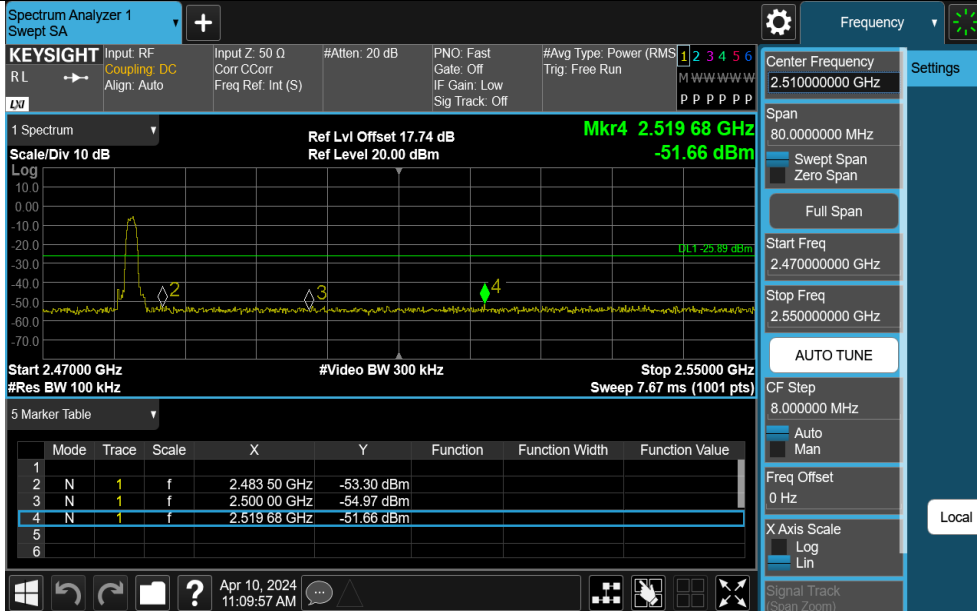 Spectrum Analyzer 1
Swept SA
+
Frequency
KEYSIGHT
RL
LXI
Input: RF
Coupling: DC
Align: Auto
Input Z: 50 Ω
Corr CCorr
Freq Ref: Int (S)
#Atten: 20 dB
PNO: Fast
Gate: Off
IF Gain: Low
Sig Track: Off
#Avg Type: Power (RMS
Trig: Free Run
1 2 3 4 5 6
M W W W W W
P P P P P P
1 Spectrum
Scale/Div 10 dB
Ref Lvl Offset 17.74 dB
Ref Level 20.00 dBm
Mkr4 2.519 68 GHz
-51.66 dBm
Log
10.0
0.00
-10.0
-20.0
-30.0
-40.0
-50.0
-60.0
-70.0
DL1 -25.89 dBm
2
3
4
Start 2.47000 GHz
#Video BW 300 kHz
Stop 2.55000 GHz
#Res BW 100 kHz
Sweep 7.67 ms (1001 pts)
5 Marker Table
Mode Trace Scale X Y Function Function Width Function Value
1
2 N 1 f 2.483 50 GHz -53.30 dBm
3 N 1 f 2.500 00 GHz -54.97 dBm
4 N 1 f 2.519 68 GHz -51.66 dBm
5
6
?
Apr 10, 2024
11:09:57 AM
Center Frequency
2.510000000 GHz
Span
80.0000000 MHz
Swept Span
Zero Span
Full Span
Start Freq
2.470000000 GHz
Stop Freq
2.550000000 GHz
AUTO TUNE
CF Step
8.000000 MHz
Auto
Man
Freq Offset
0 Hz
X Axis Scale
Log
Lin
Signal Track
(Span Zoom)
Settings
Local